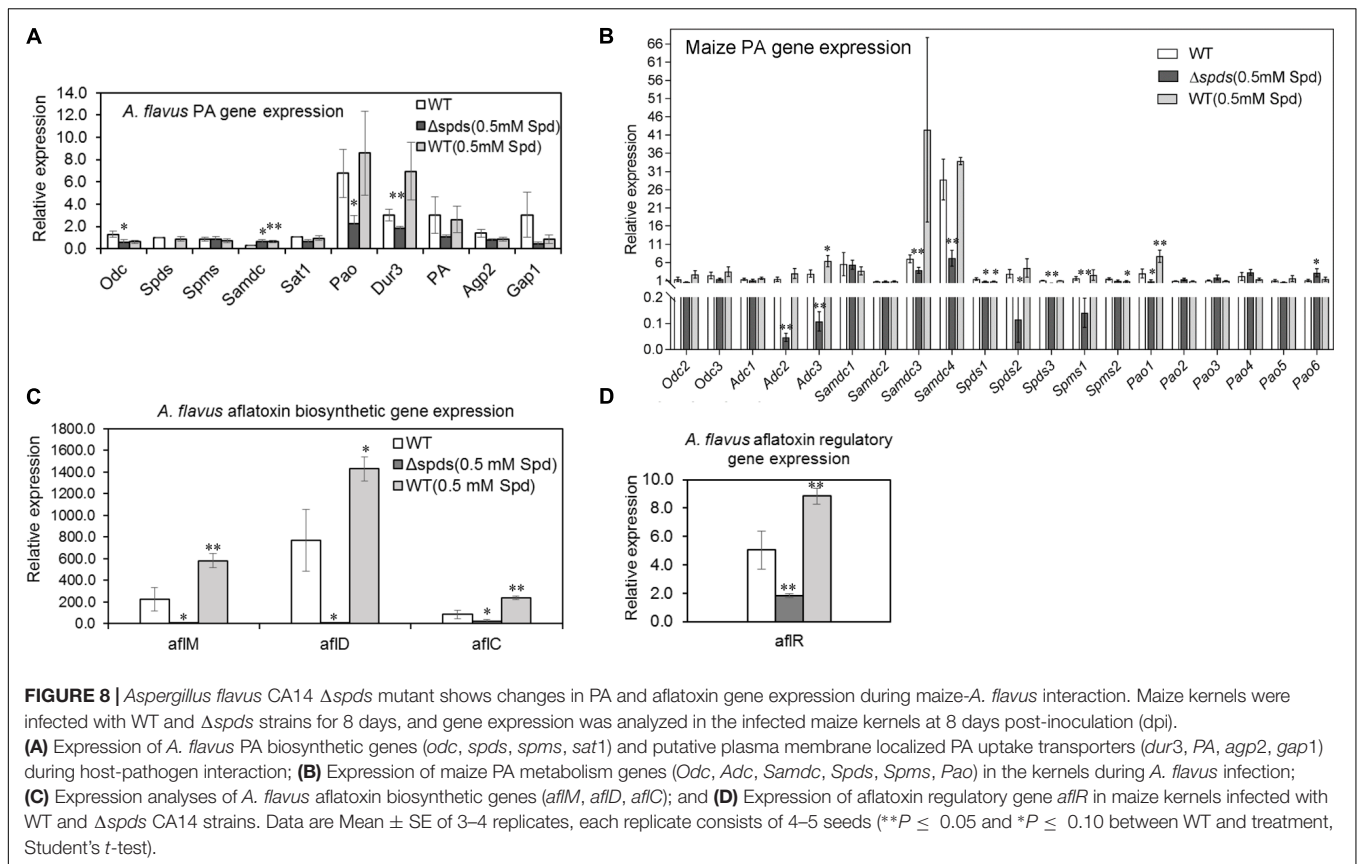 A
A. flavus PA gene expression
Relative expression
14.0
12.0
10.0
8.0
6.0
4.0
2.0
0.0
WT
Δspds(0.5mM Spd)
WT(0.5mM Spd)
*
*
**
*
**
Odc
Spds
Spms
Samdc
Sat1
Pao
Dur3
PA
Agp2
Gap1
B
Maize PA gene expression
Relative expression
66
61
56
51
46
41
36
31
26
21
16
11
6
1
0.2
0.1
0.0
WT
Δspds(0.5mM Spd)
WT(0.5mM Spd)
**
**
*
**
**
**
*
**
**
*
*
**
*
Odc2
Odc3
Adc1
Adc2
Adc3
Samdc1
Samdc2
Samdc3
Samdc4
Spds1
Spds2
Spds3
Spms1
Spms2
Pao1
Pao2
Pao3
Pao4
Pao5
Pao6
C
A. flavus aflatoxin biosynthetic gene expression
Relative expression
1800.0
1600.0
1400.0
1200.0
1000.0
800.0
600.0
400.0
200.0
0.0
WT
Δspds(0.5 mM Spd)
WT(0.5 mM Spd)
*
**
*
*
*
**
aflM
aflD
aflC
D
A. flavus aflatoxin regulatory
gene expression
Relative expression
10.0
8.0
6.0
4.0
2.0
0.0
**
**
aflR
FIGURE 8 | Aspergillus flavus CA14 Δspds mutant shows changes in PA and aflatoxin gene expression during maize-A. flavus interaction. Maize kernels were
infected with WT and Δspds strains for 8 days, and gene expression was analyzed in the infected maize kernels at 8 days post-inoculation (dpi).
(A) Expression of A. flavus PA biosynthetic genes (odc, spds, spms, sat1) and putative plasma membrane localized PA uptake transporters (dur3, PA, agp2, gap1)
during host-pathogen interaction; (B) Expression of maize PA metabolism genes (Odc, Adc, Samdc, Spds, Spms, Pao) in the kernels during A. flavus infection;
(C) Expression analyses of A. flavus aflatoxin biosynthetic genes (aflM, aflD, aflC); and (D) Expression of aflatoxin regulatory gene aflR in maize kernels infected with
WT and Δspds CA14 strains. Data are Mean ± SE of 3–4 replicates, each replicate consists of 4–5 seeds (**P ≤ 0.05 and *P ≤ 0.10 between WT and treatment,
Student's t-test).